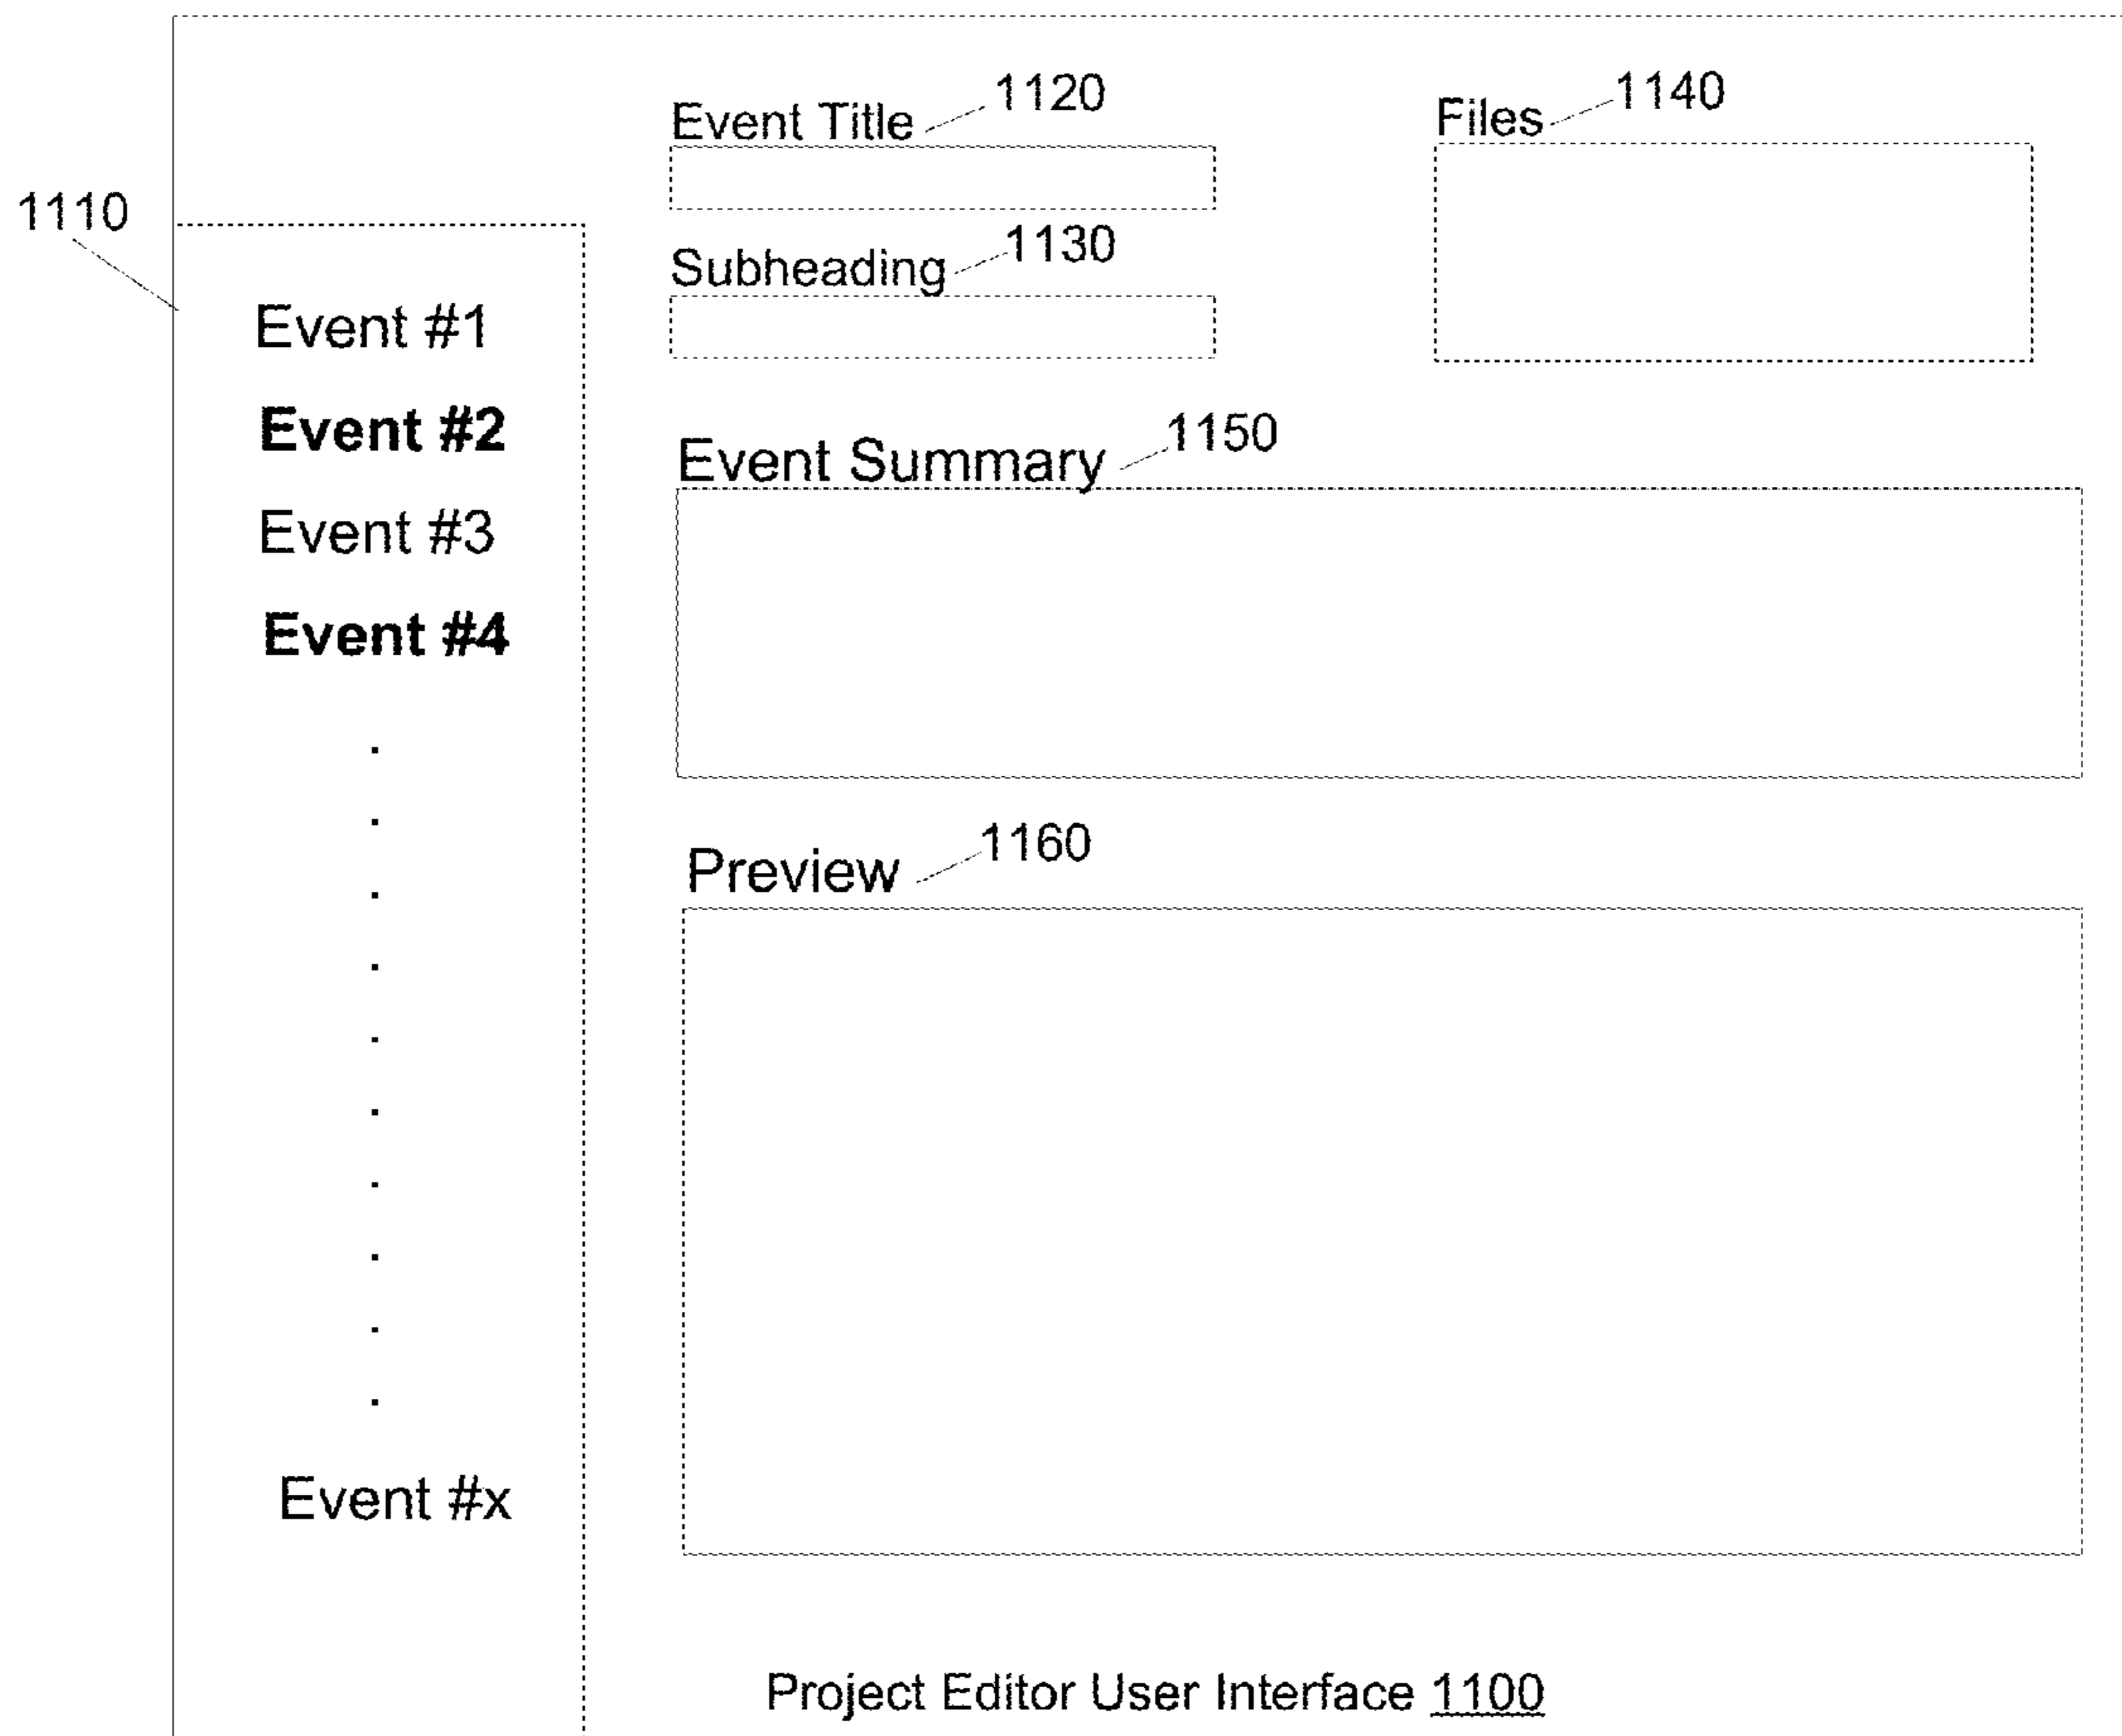 1110
Event #1
Event #2
Event #3
Event #4
.
.
.
.
.
.
.
.
.
.
Event #x
Event Title 1120
Subheading 1130
Files 1140
Event Summary 1150
Preview 1160
Project Editor User Interface 1100